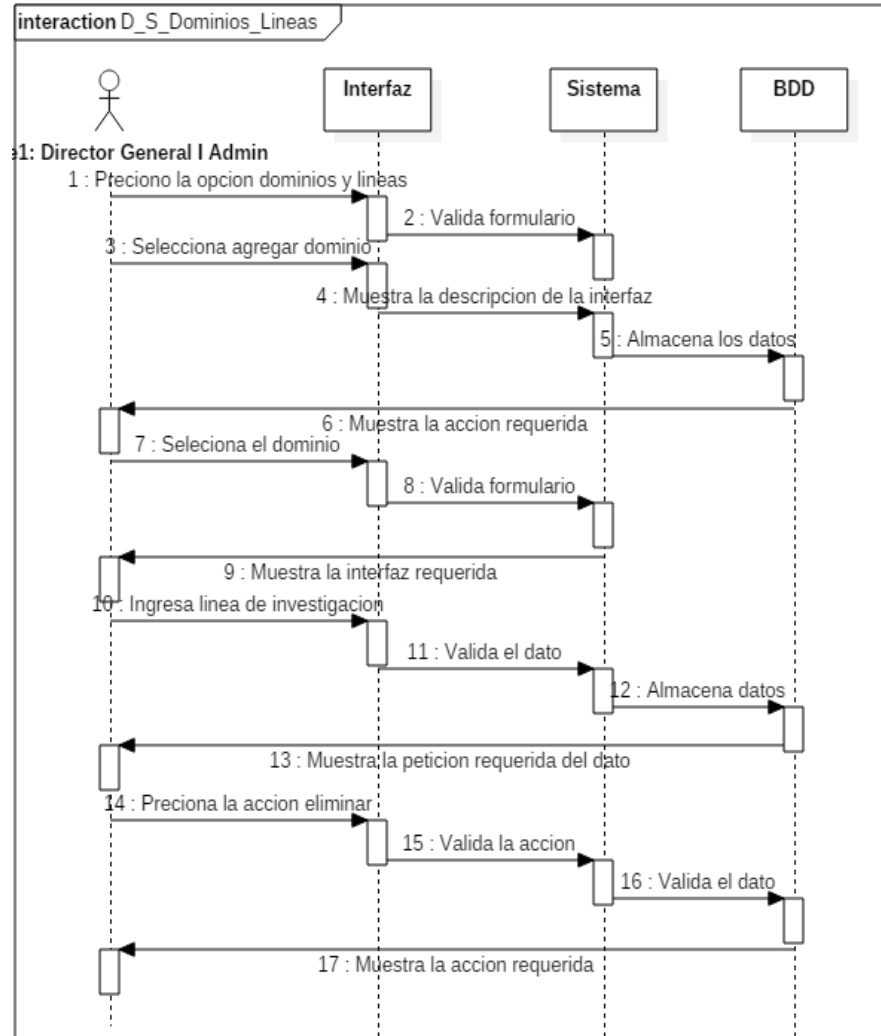 interaction D_S_Dominios_Lineas
Interfaz
Sistema
BDD
e1: Director General I Admin
1 : Preciono la opcion dominios y lineas
2 : Valida formulario
3 : Selecciona agregar dominio
4 : Muestra la descripcion de la interfaz
5 : Almacena los datos
6 : Muestra la accion requerida
7 : Seleciona el dominio
8 : Valida formulario
9 : Muestra la interfaz requerida
10 : Ingresa linea de investigacion
11 : Valida el dato
12 : Almacena datos
13 : Muestra la peticion requerida del dato
14 : Preciona la accion eliminar
15 : Valida la accion
16 : Valida el dato
17 : Muestra la accion requerida